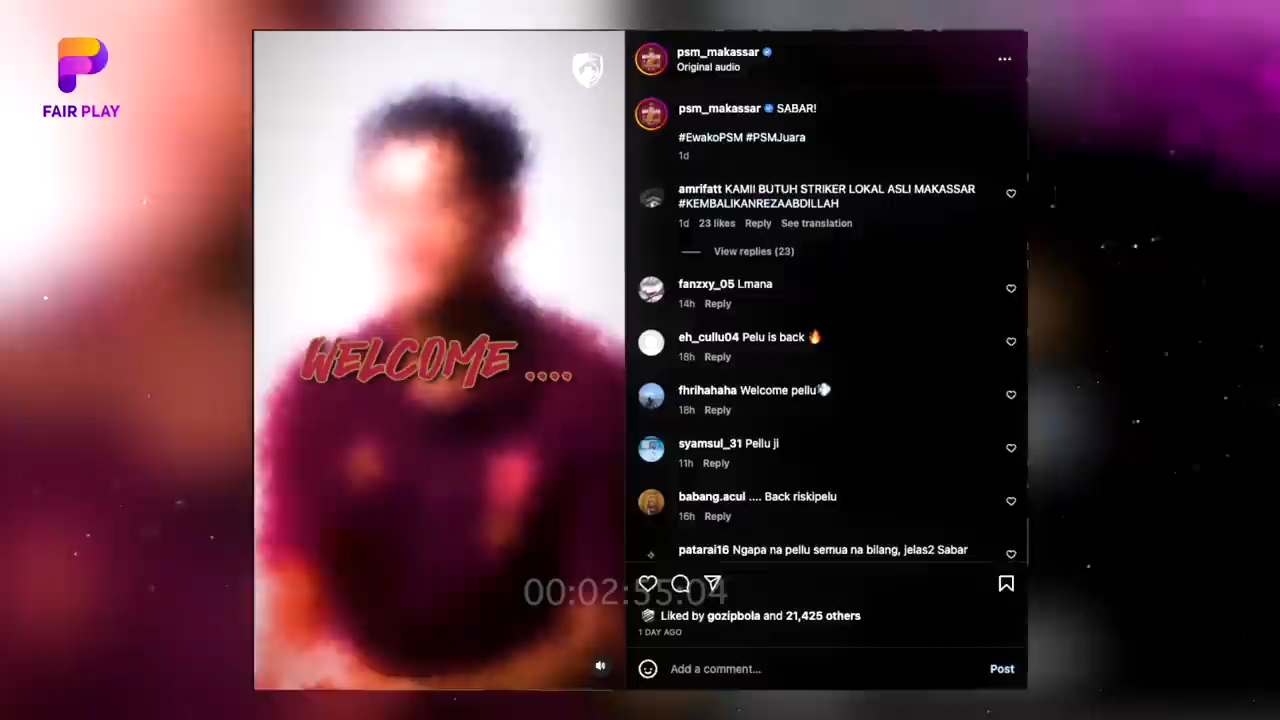 FAIR PLAY
WELCOME ....
psm_makassar
Original audio
psm_makassar SABAR!
#EwakoPSM #PSMJuara
1d
amrifatt KAMII BUTUH STRIKER LOKAL ASLI MAKASSAR
#KEMBALIKANREZAABDILLAH
1d 23 likes Reply See translation
View replies (23)
fanzxy_05 Lmana
14h Reply
eh_cullu04 Pelu is back 🔥
18h Reply
fhrihahaha Welcome pellu💨
18h Reply
syamsul_31 Pellu ji
11h Reply
babang.acul .... Back riskipelu
16h Reply
patarai16 Ngapa na pellu semua na bilang, jelas2 Sabar
00:02:55:04
Liked by gozipbola and 21,425 others
1 DAY AGO
Add a comment...
Post